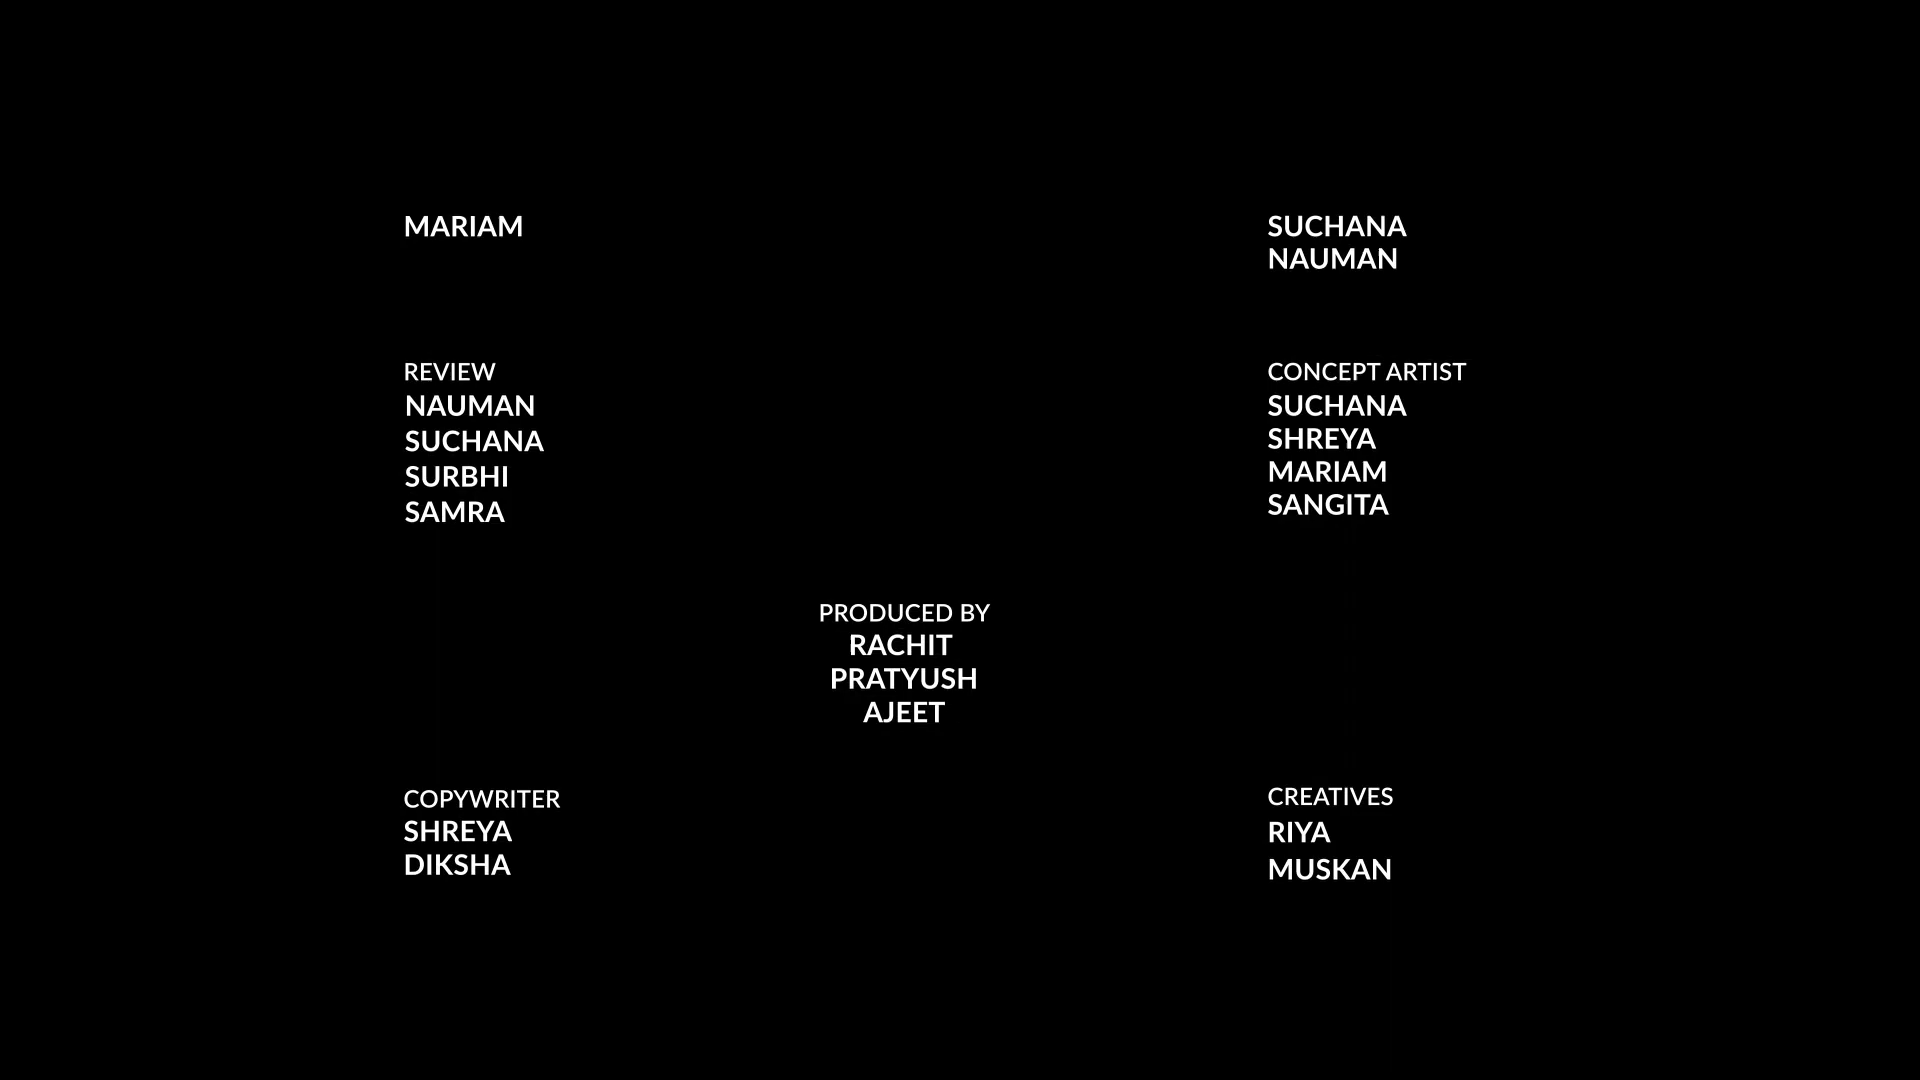 MARIAM
SUCHANA
NAUMAN
REVIEW
NAUMAN
SUCHANA
SURBHI
SAMRA
CONCEPT ARTIST
SUCHANA
SHREYA
MARIAM
SANGITA
PRODUCED BY
RACHIT
PRATYUSH
AJEET
COPYWRITER
SHREYA
DIKSHA
CREATIVES
RIYA
MUSKAN